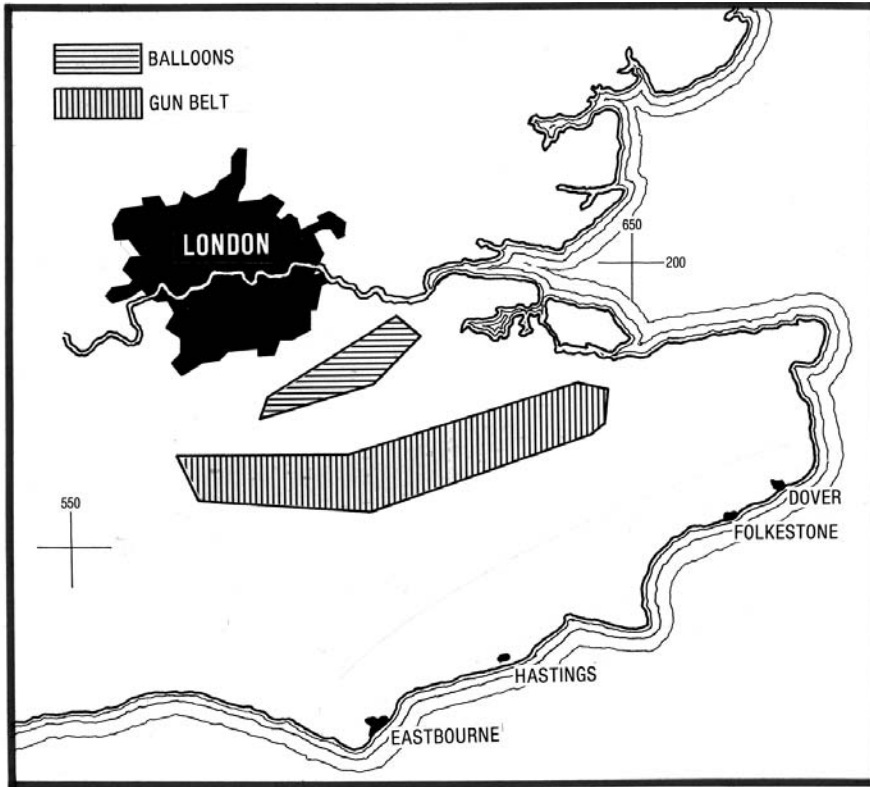 BALLOONS
GUN BELT
LONDON
650
200
550
DOVER
FOLKESTONE
HASTINGS
EASTBOURNE